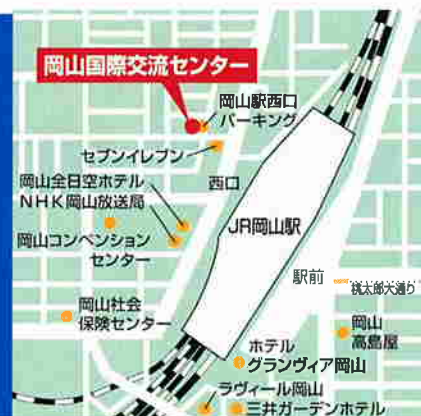 岡山国際交流センター
岡山駅西口
パーキング
セブンイレブン
西口
岡山全日空ホテル
NHK岡山放送局
岡山コンベンション
センター
JR岡山駅
駅前
桃太郎大通り
岡山社会
保険センター
岡山
高島屋
ホテル
グランヴィア岡山
ラヴィール岡山
三井ガーデンホテル